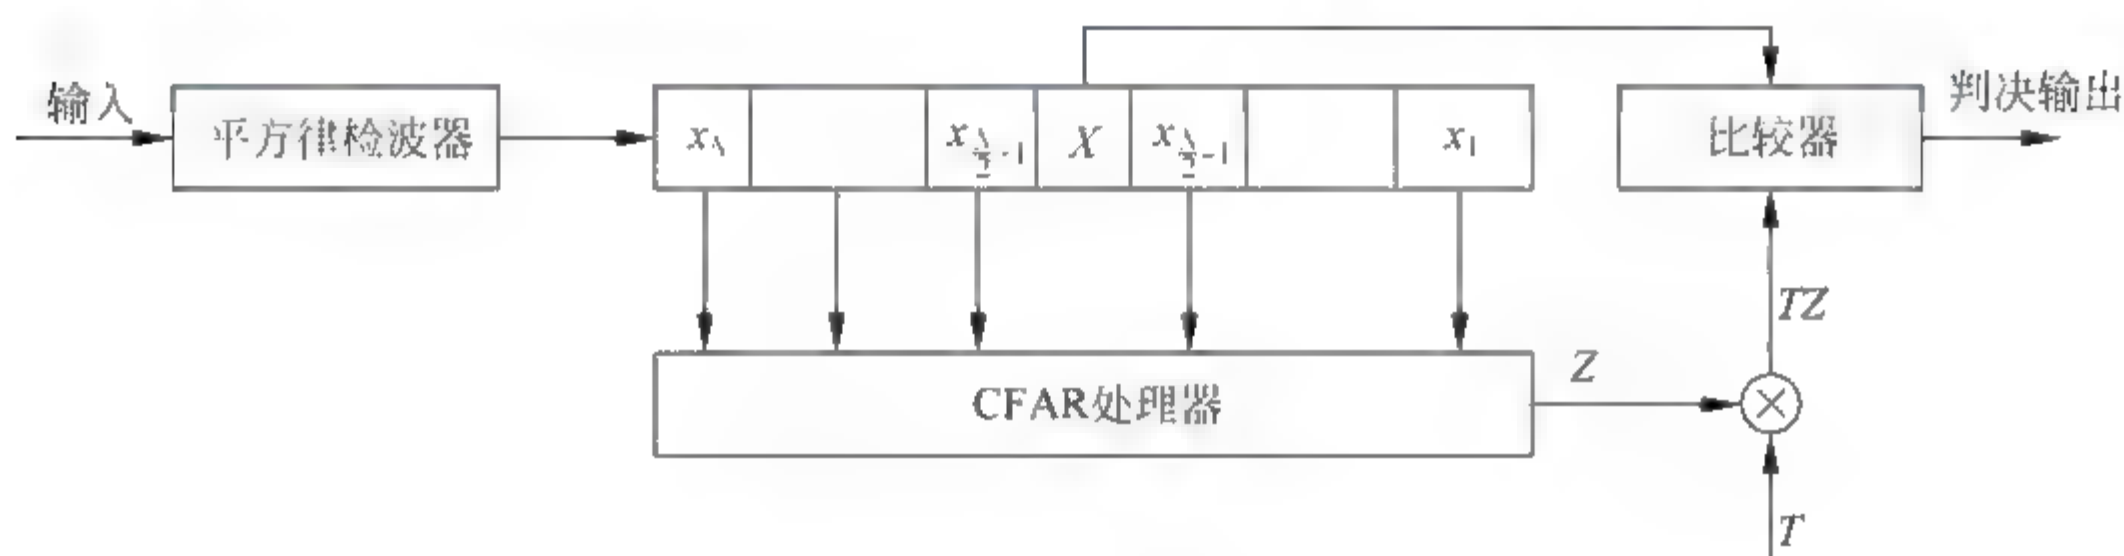 输入
平方律检波器
x_N
x_{N/2-1}
X
x_{N/2-1}
x_1
比较器
判决输出
TZ
CFAR处理器
Z
T